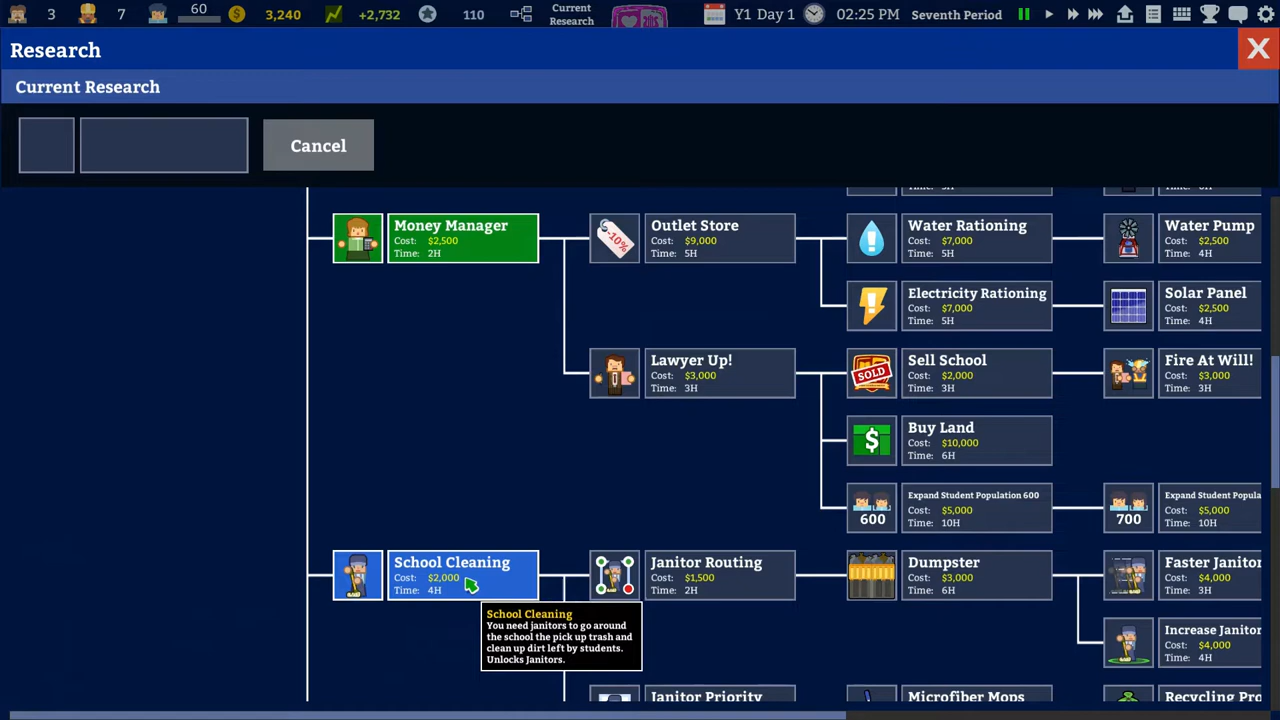 3 7 60 3,240 +2,732 110 Current Research Y1 Day 1 02:25 PM Seventh Period
Research X
Current Research
Cancel
Money Manager
Cost: $2,500
Time: 2H
-10%
Outlet Store
Cost: $9,000
Time: 5H
Water Rationing
Cost: $7,000
Time: 5H
Water Pump
Cost: $2,500
Time: 4H
Electricity Rationing
Cost: $7,000
Time: 5H
Solar Panel
Cost: $2,500
Time: 4H
Lawyer Up!
Cost: $3,000
Time: 3H
SOLD
Sell School
Cost: $2,000
Time: 3H
Fire At Will!
Cost: $3,000
Time: 3H
$
Buy Land
Cost: $10,000
Time: 6H
600
Expand Student Population 600
Cost: $5,000
Time: 10H
700
Expand Student Popula
Cost: $5,000
Time: 10H
School Cleaning
Cost: $2,000
Time: 4H
Janitor Routing
Cost: $1,500
Time: 2H
Dumpster
Cost: $3,000
Time: 6H
Faster Janitor
Cost: $4,000
Time: 3H
School Cleaning
You need janitors to go around
the school the pick up trash and
clean up dirt left by students.
Unlocks Janitors.
Increase Janitor
Cost: $4,000
Time: 4H
Janitor Priority
Microfiber Mops
Recycling Pro